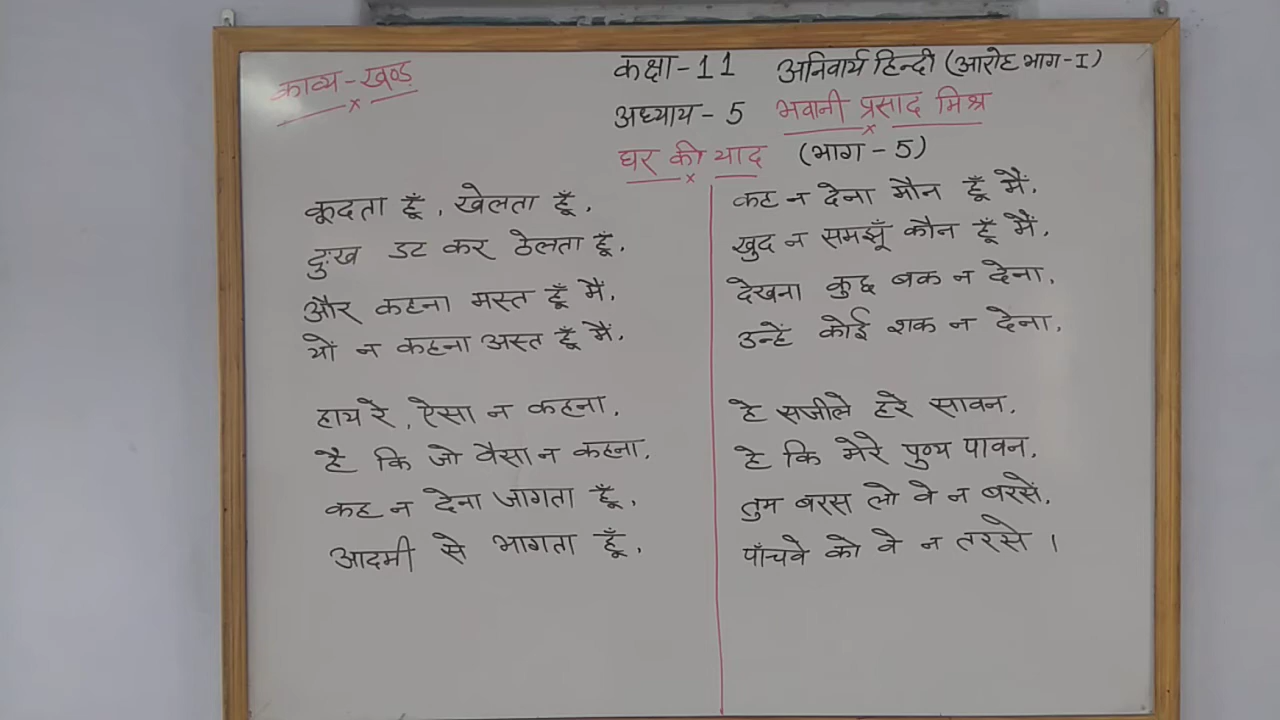 काव्य-खण्ड
कक्षा-11 अनिवार्य हिन्दी (आरोह भाग-I)
अध्याय-5 भवानी प्रसाद मिश्र
घर की याद (भाग-5)
कूदता हूँ, खेलता हूँ,
दुःख डट कर ठेलता हूँ,
और कहना मस्त हूँ मैं,
यों न कहना अस्त हूँ मैं,
हाय रे, ऐसा न कहना,
है कि जो वैसा न कहना,
कह न देना जागता हूँ,
आदमी से भागता हूँ,
कह न देना मौन हूँ मैं,
खुद न समझूँ कौन हूँ मैं,
देखना कुछ बक न देना,
उन्हें कोई शक न देना,
हे सजीले हरे सावन,
हे कि मेरे पुण्य पावन,
तुम बरस लो वे न बरसें,
पाँचवे को वे न तरसे ।